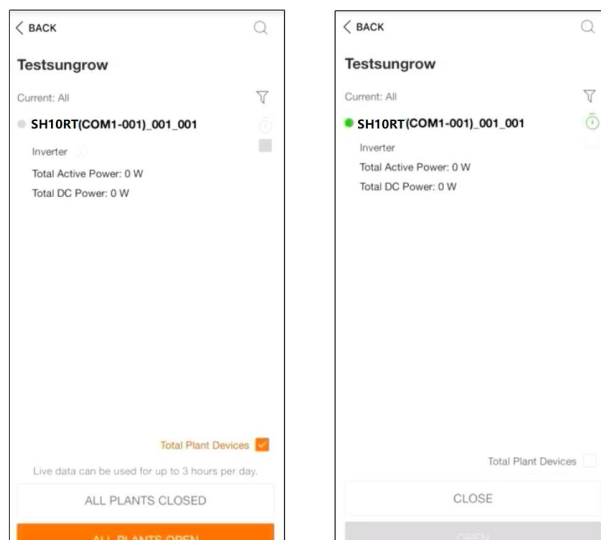 BACK
Testsungrow
Current: All
SH10RT(COM1-001)_001_001
Inverter
Total Active Power: 0 W
Total DC Power: 0 W
Total Plant Devices
Live data can be used for up to 3 hours per day.
ALL PLANTS CLOSED
ALL PLANTS OPEN
BACK
Testsungrow
Current: All
SH10RT(COM1-001)_001_001
Inverter
Total Active Power: 0 W
Total DC Power: 0 W
Total Plant Devices
CLOSE
OPEN